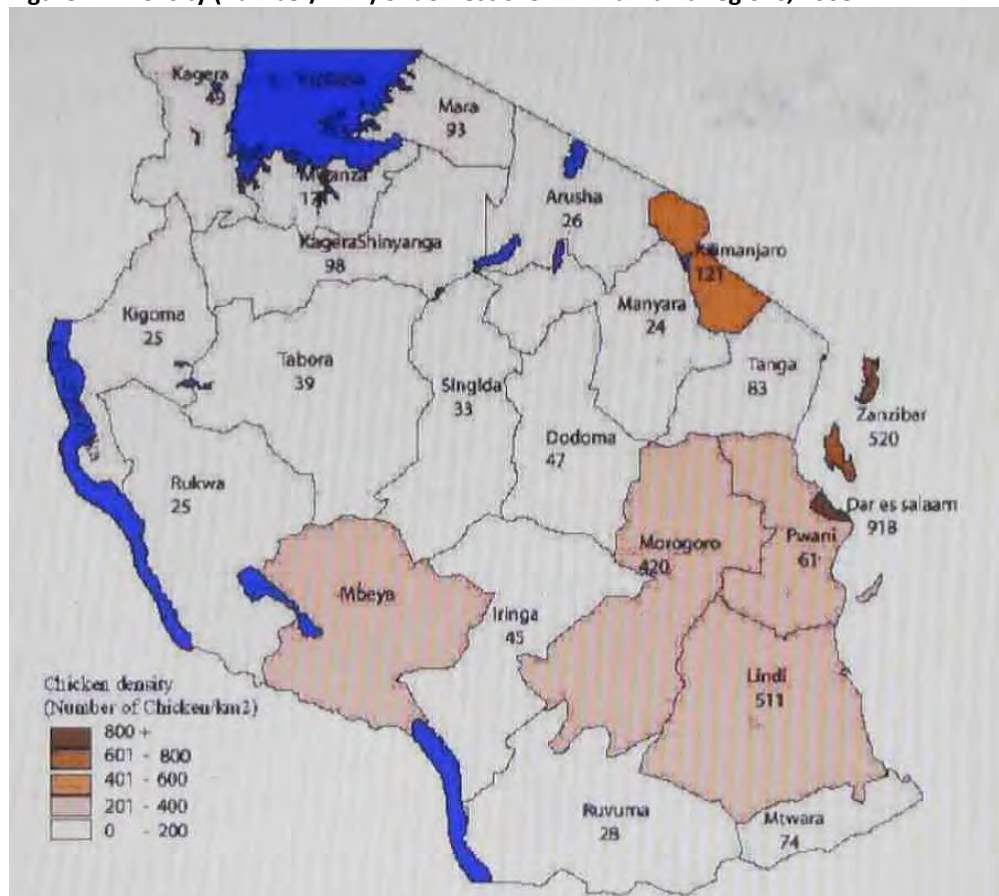 Kagera
49
Mara
93
Mwanza
Arusha
26
KageraShinyanga
98
Kilimanjaro
121
Kigoma
25
Manyara
24
Tabora
39
Singida
33
Tanga
83
Zanzibar
520
Dodoma
47
Rukwa
25
Dar es salaam
918
Morogoro
420
Pwani
61
Mbeya
Iringa
45
Lindi
511
Ruvuma
28
Mtwara
74
Chicken density
(Number of Chicken/km2)
800 +
601 - 800
401 - 600
201 - 400
0 - 200